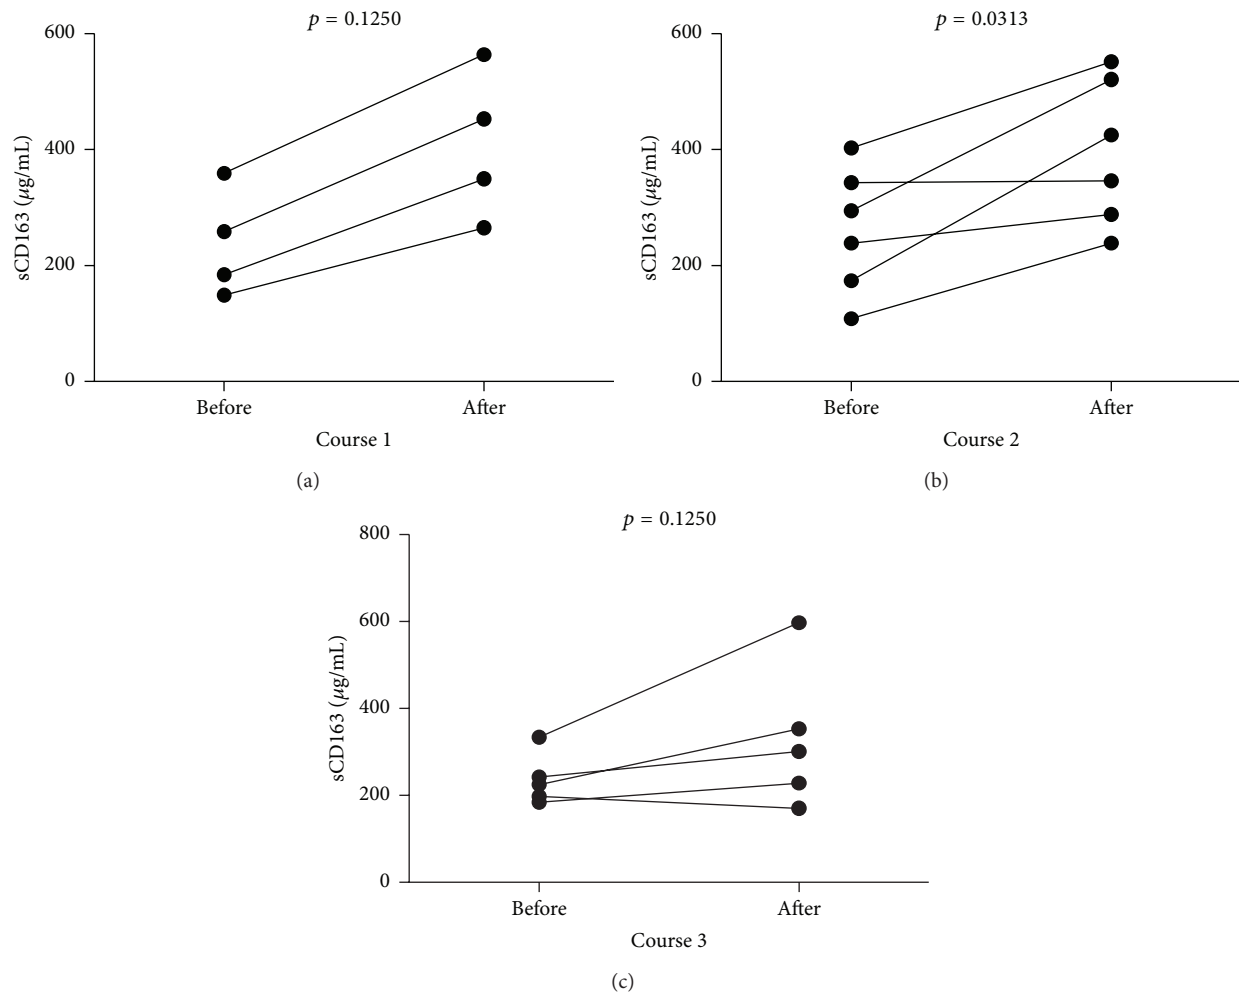 p = 0.1250
600
400
200
0
sCD163 (μg/mL)
Before
After
Course 1
(a)
p = 0.0313
600
400
200
0
sCD163 (μg/mL)
Before
After
Course 2
(b)
p = 0.1250
800
600
400
200
0
sCD163 (μg/mL)
Before
After
Course 3
(c)